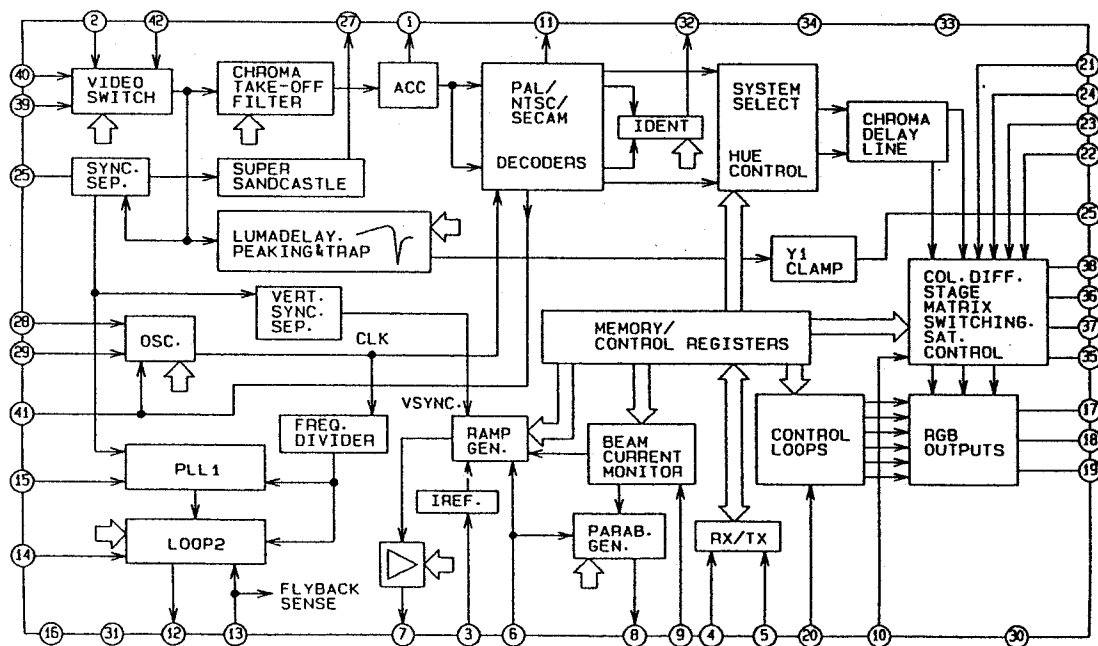 2
42
27
1
11
32
34
33
40
39
VIDEO
SWITCH
CHROMA
TAKE-OFF
FILTER
ACC
PAL/
NTSC/
SECAM
DECODERS
IDENT
SYSTEM
SELECT
HUE
CONTROL
CHROMA
DELAY
LINE
21
24
23
22
25
SYNC.
SEP.
SUPER
SANDCASTLE
25
LUMADELAY.
PEAKING&TRAP
Y1
CLAMP
COL.DIFF.
STAGE
MATRIX
SWITCHING.
SAT.
CONTROL
38
36
37
35
28
29
OSC.
VERT.
SYNC.
SEP.
CLK
MEMORY/
CONTROL REGISTERS
41
VSYNC.
FREQ.
DIVIDER
RAMP
GEN.
BEAM
CURRENT
MONITOR
CONTROL
LOOPS
RGB
OUTPUTS
17
18
19
15
PLL1
IREF.
14
LOOP2
PARAB.
GEN.
RX/TX
FLYBACK
SENSE
16
31
12
13
7
3
6
8
9
4
5
20
10
30